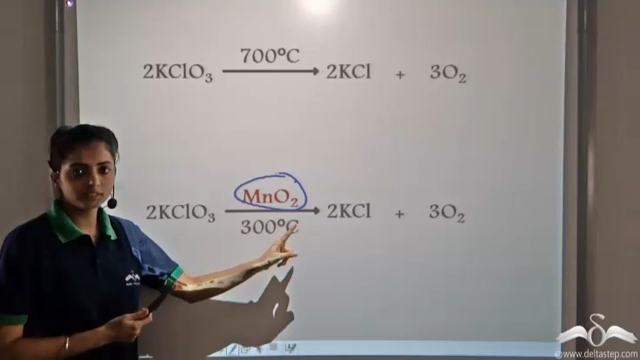 700°C
2KClO₃ → 2KCl + 3O₂
MnO₂
2KClO₃ → 2KCl + 3O₂
300°C
©www.deltastep.com